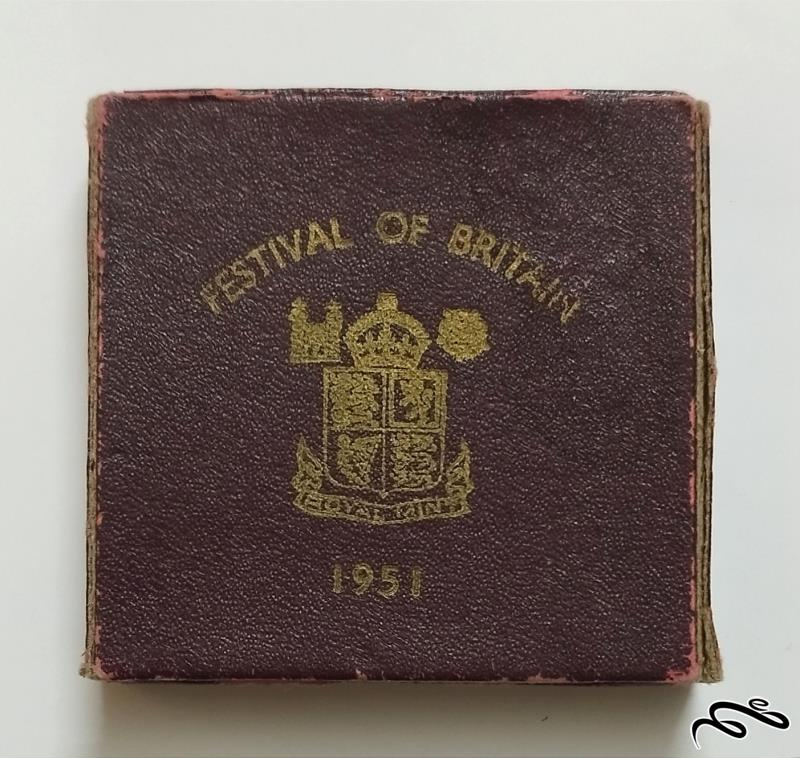 FESTIVAL OF BRITAIN
ROYAL MINT
1951